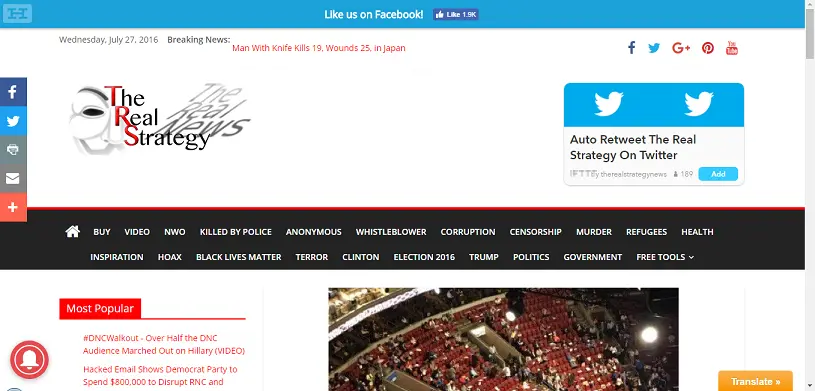 Like us on Facebook! Like 1.9K
Wednesday, July 27, 2016 Breaking News: Man With Knife Kills 19, Wounds 25, in Japan
The
Real
Strategy
The
Real
News
Auto Retweet The Real
Strategy On Twitter
IFTTT by therealstrategynews 189 Add
BUY VIDEO NWO KILLED BY POLICE ANONYMOUS WHISTLEBLOWER CORRUPTION CENSORSHIP MURDER REFUGEES HEALTH
INSPIRATION HOAX BLACK LIVES MATTER TERROR CLINTON ELECTION 2016 TRUMP POLITICS GOVERNMENT FREE TOOLS
Most Popular
#DNCWalkout - Over Half the DNC
Audience Marched Out on Hillary (VIDEO)
Hacked Email Shows Democrat Party to
Spend $800,000 to Disrupt RNC and
Translate »